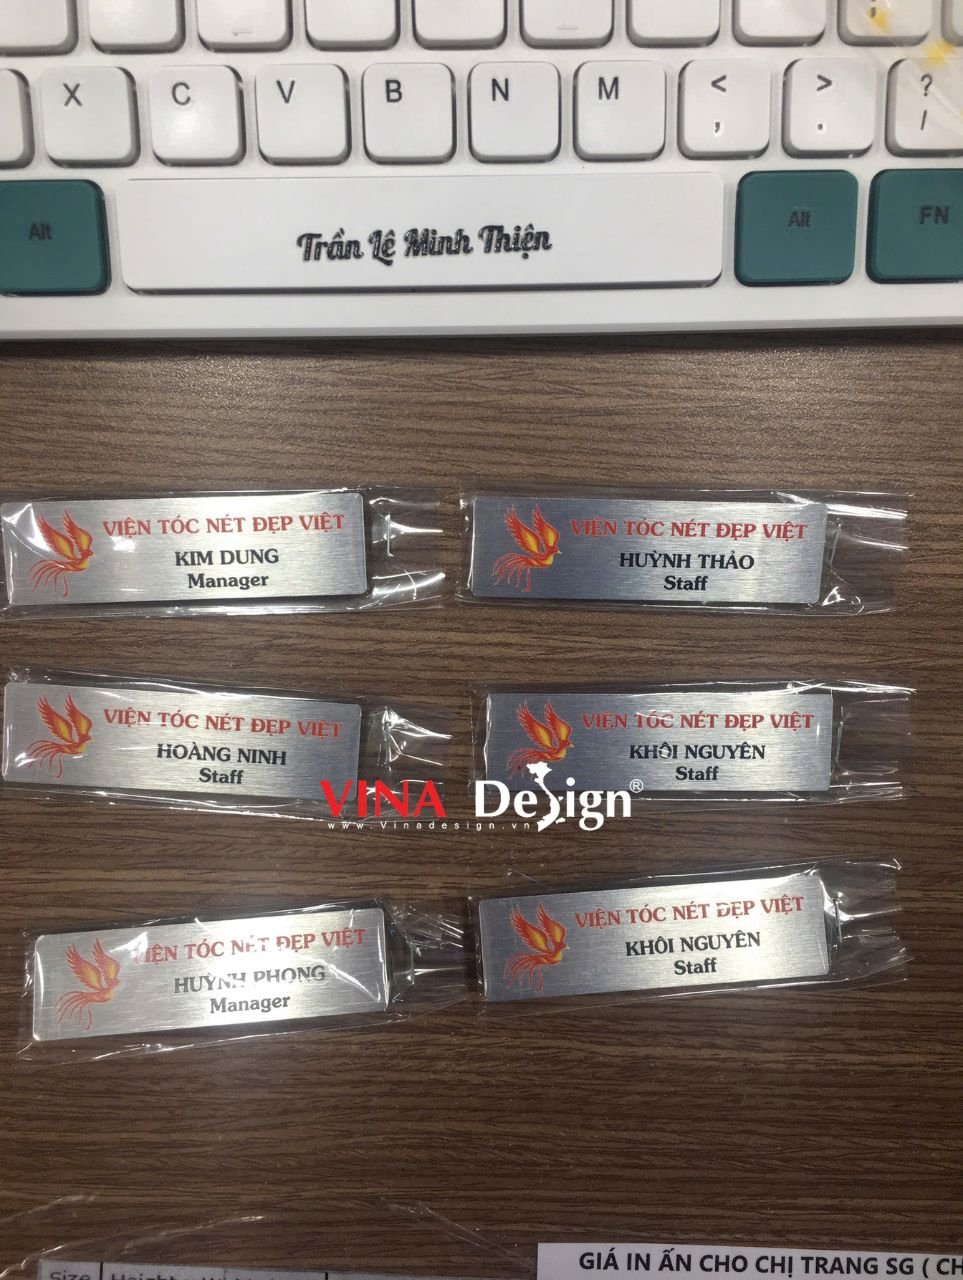 X C V B N M < , > . ? /
Alt Trần Lê Minh Thiện Alt FN
VIỆN TÓC NÉT ĐẸP VIỆT
KIM DUNG
Manager
VIỆN TÓC NÉT ĐẸP VIỆT
HUỲNH THẢO
Staff
VIỆN TÓC NÉT ĐẸP VIỆT
HOÀNG NINH
Staff
VIỆN TÓC NÉT ĐẸP VIỆT
KHÔI NGUYÊN
Staff
VINA Design®
www.Vinadesign.vn
VIỆN TÓC NÉT ĐẸP VIỆT
HUỲNH PHONG
Manager
VIỆN TÓC NÉT ĐẸP VIỆT
KHÔI NGUYÊN
Staff
GIÁ IN ẤN CHO CHỊ TRANG SG ( CH
Size Height